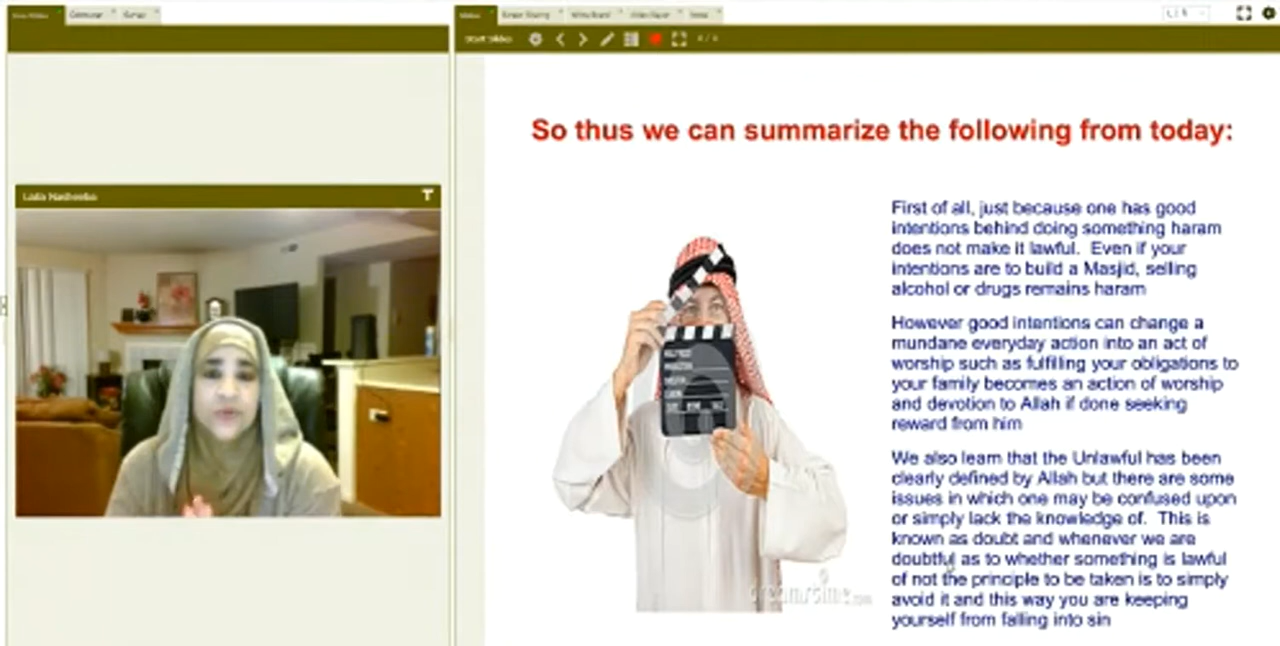 Start Slides
Laila Nasheeba
So thus we can summarize the following from today:
First of all, just because one has good
intentions behind doing something haram
does not make it lawful. Even if your
intentions are to build a Masjid, selling
alcohol or drugs remains haram
However good intentions can change a
mundane everyday action into an act of
worship such as fulfilling your obligations to
your family becomes an action of worship
and devotion to Allah if done seeking
reward from him
We also learn that the Unlawful has been
clearly defined by Allah but there are some
issues in which one may be confused upon
or simply lack the knowledge of. This is
known as doubt and whenever we are
doubtful as to whether something is lawful
of not the principle to be taken is to simply
avoid it and this way you are keeping
yourself from falling into sin
dreamstime.com